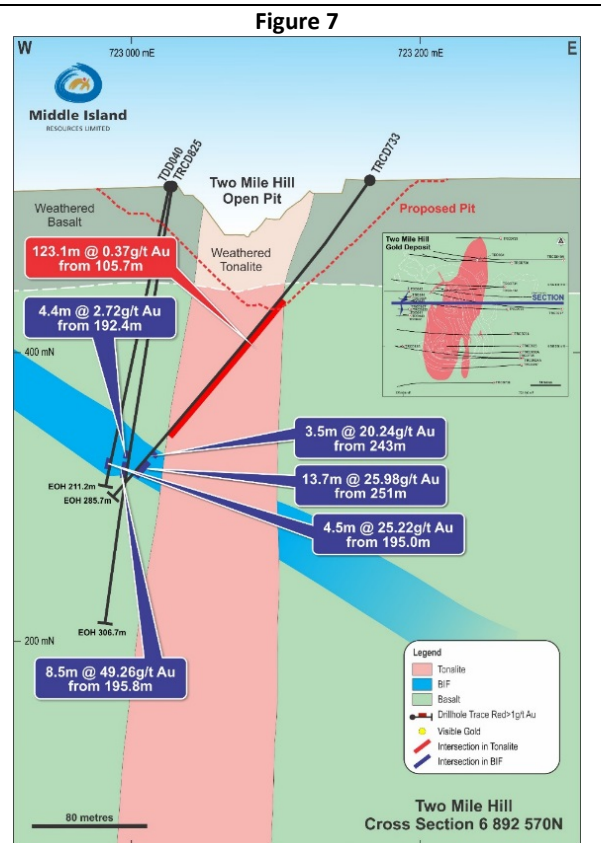 Figure 7
W
723 000 mE
723 200 mE
E
Middle Island
RESOURCES LIMITED
TDD040
TRCD825
TRCD733
Two Mile Hill
Open Pit
Weathered
Basalt
Proposed Pit
Weathered
Tonalite
123.1m @ 0.37g/t Au
from 105.7m
Two Mile Hill
Gold Deposit
SECTION
4.4m @ 2.72g/t Au
from 192.4m
400 mN
3.5m @ 20.24g/t Au
from 243m
13.7m @ 25.98g/t Au
from 251m
EOH 211.2m
EOH 285.7m
4.5m @ 25.22g/t Au
from 195.0m
200 mN
EOH 306.7m
8.5m @ 49.26g/t Au
from 195.8m
Legend
Tonalite
BIF
Basalt
Drillhole Trace Red>1g/t Au
Visible Gold
Intersection in Tonalite
Intersection in BIF
80 metres
Two Mile Hill
Cross Section 6 892 570N